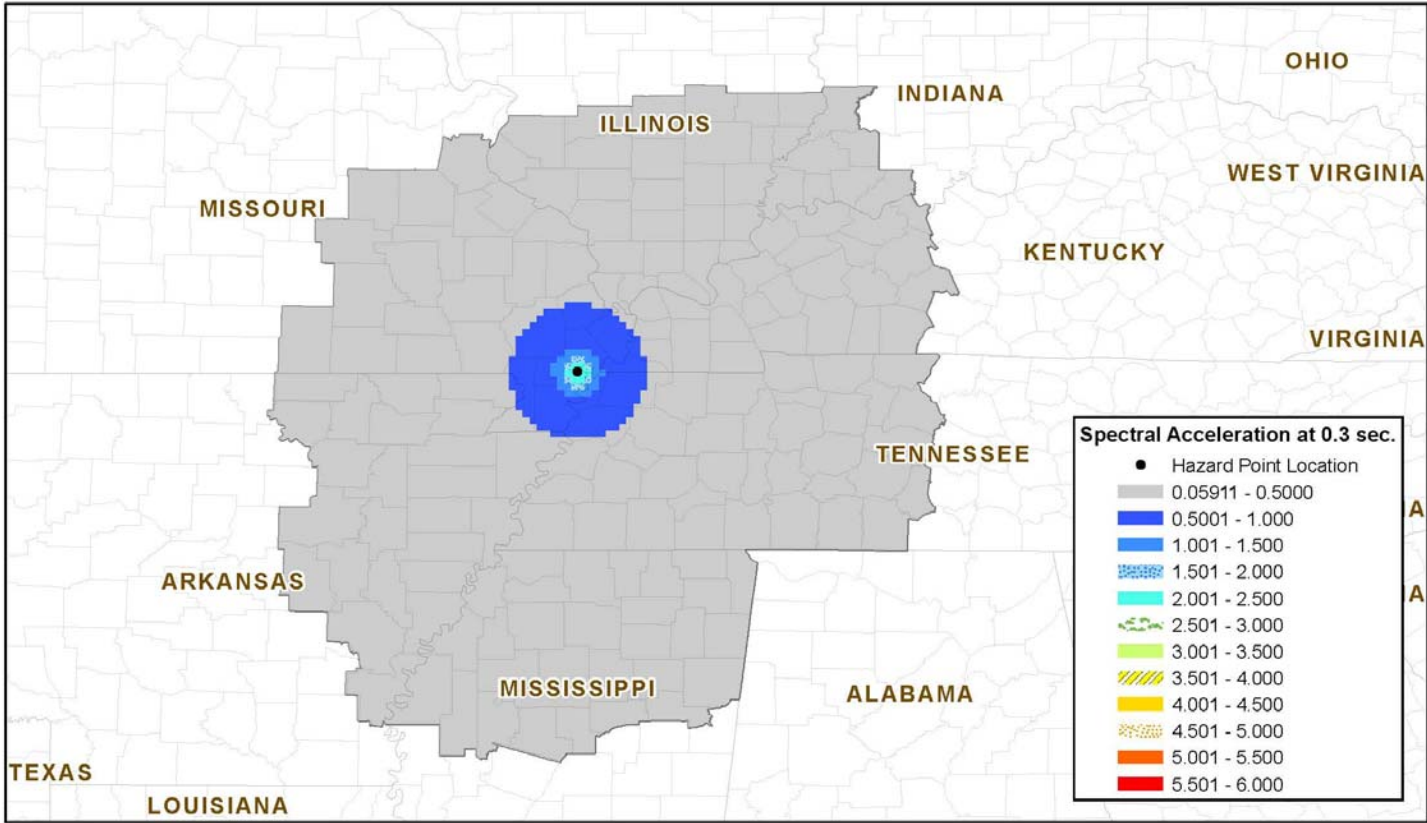 OHIO
INDIANA
ILLINOIS
WEST VIRGINIA
MISSOURI
KENTUCKY
VIRGINIA
TENNESSEE
ARKANSAS
MISSISSIPPI
ALABAMA
TEXAS
LOUISIANA
Spectral Acceleration at 0.3 sec.
Hazard Point Location
0.05911 - 0.5000
0.5001 - 1.000
1.001 - 1.500
1.501 - 2.000
2.001 - 2.500
2.501 - 3.000
3.001 - 3.500
3.501 - 4.000
4.001 - 4.500
4.501 - 5.000
5.001 - 5.500
5.501 - 6.000